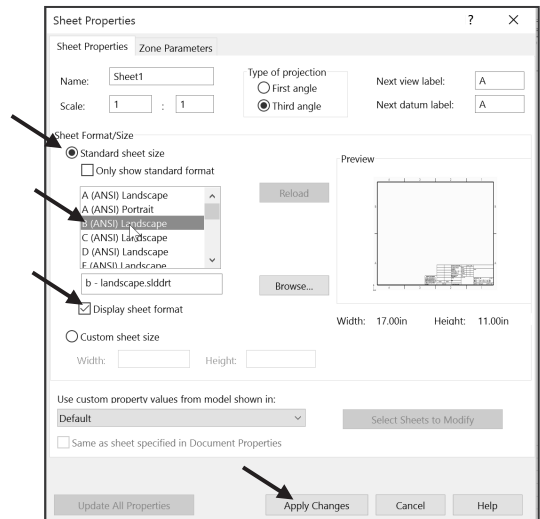 Sheet Properties ? ×
Sheet Properties Zone Parameters
Name: Sheet1 Type of projection Next view label: A
First angle
Scale: 1 : 1 Third angle Next datum label: A
Sheet Format/Size
Standard sheet size
Only show standard format
Preview
A (ANSI) Landscape
A (ANSI) Portrait
B (ANSI) Landscape
C (ANSI) Landscape
D (ANSI) Landscape
E (ANSI) Landscape
Reload
b - landscape.slddrt Browse...
Display sheet format
Width: 17.00in Height: 11.00in
Custom sheet size
Width: Height:
Use custom property values from model shown in:
Default Select Sheets to Modify
Same as sheet specified in Document Properties
Update All Properties Apply Changes Cancel Help